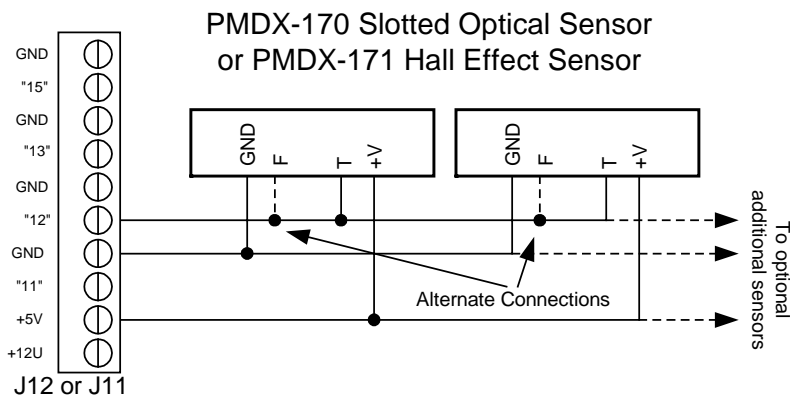 PMDX-170 Slotted Optical Sensor
or PMDX-171 Hall Effect Sensor
GND
"15"
GND
"13"
GND
"12"
GND
"11"
+5V
+12U
J12 or J11
GND
F
T
+V
GND
F
T
+V
Alternate Connections
To optional
additional sensors